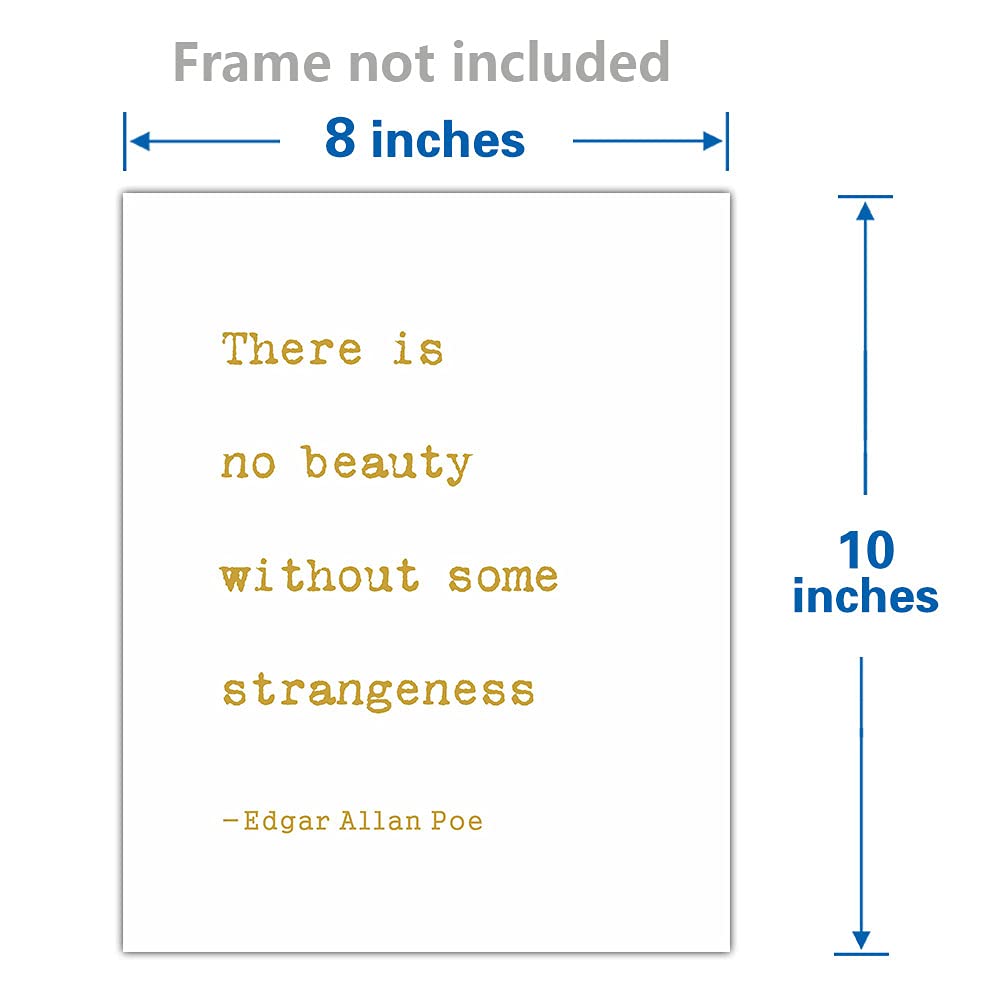 Frame not included
8 inches
There is
no beauty
without some
strangeness
–Edgar Allan Poe
10
inches